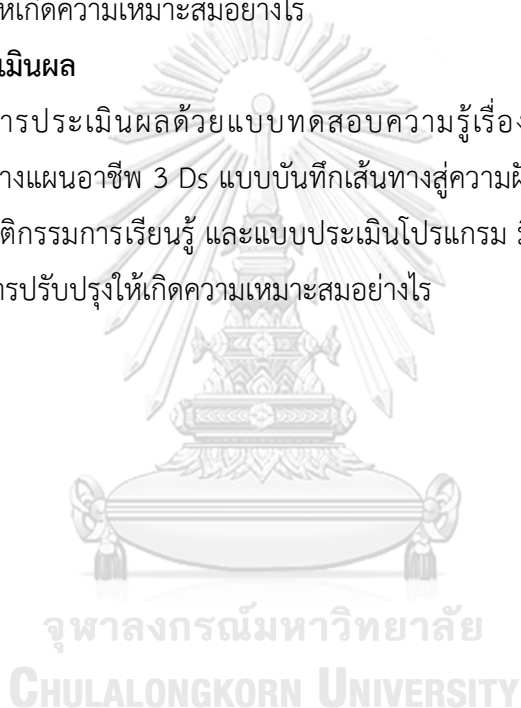 ห้เกิดความเหมาะสมอย่างไร
เมินผล
ารประเมินผลด้วยแบบทดสอบความรู้เรื่อง
างแผนอาชีพ 3 Ds แบบบันทึกเส้นทางสู่ความฝั
ติกรรมการเรียนรู้ และแบบประเมินโปรแกรม
ารปรับปรุงให้เกิดความเหมาะสมอย่างไร
จุฬาลงกรณ์มหาวิทยาลัย
CHULALONGKORN UNIVERSITY